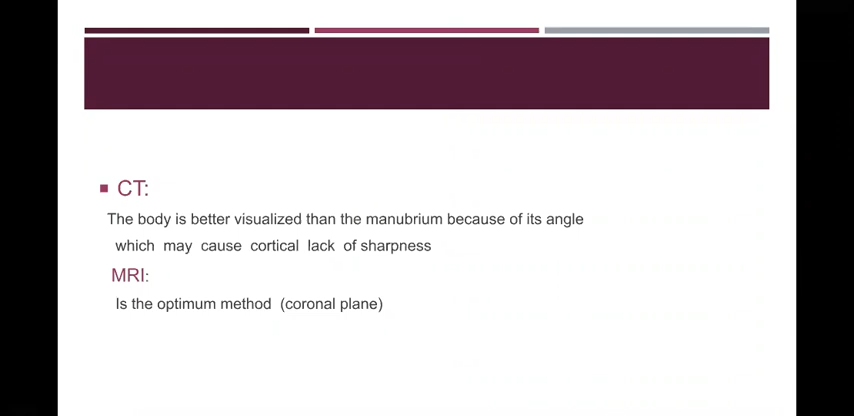 CT:
The body is better visualized than the manubrium because of its angle
which may cause cortical lack of sharpness
MRI:
Is the optimum method (coronal plane)